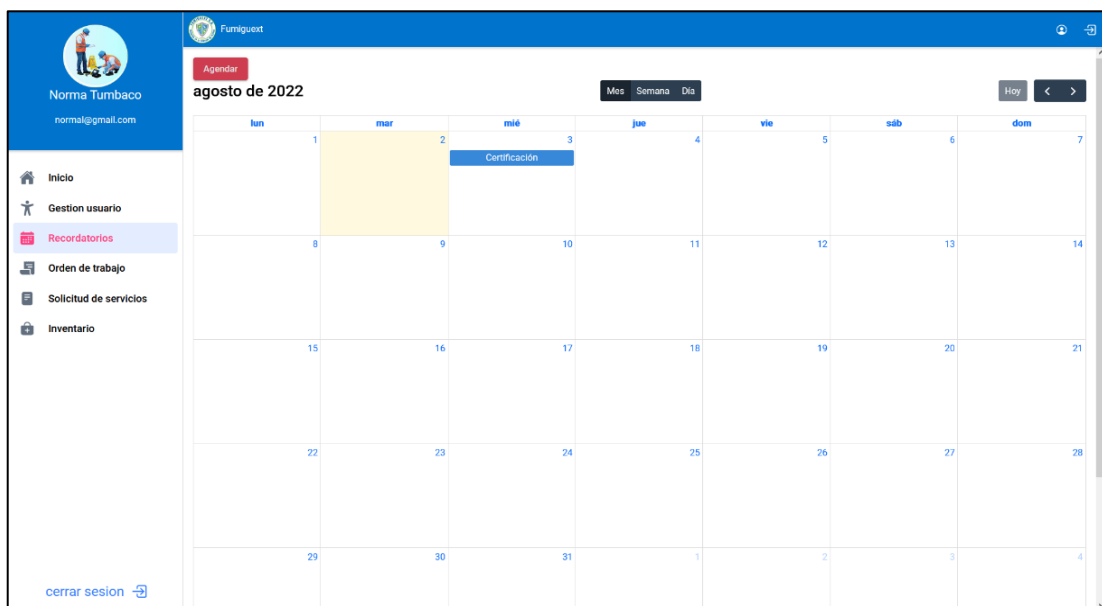 Fumiguext
Norma Tumbaco
normal@gmail.com
Inicio
Gestion usuario
Recordatorios
Orden de trabajo
Solicitud de servicios
Inventario
cerrar sesion
Agendar
agosto de 2022
Mes Semana Día
Hoy < >
lun mar mié jue vie sáb dom
1 2 3 4 5 6 7
Certificación
8 9 10 11 12 13 14
15 16 17 18 19 20 21
22 23 24 25 26 27 28
29 30 31 1 2 3 4